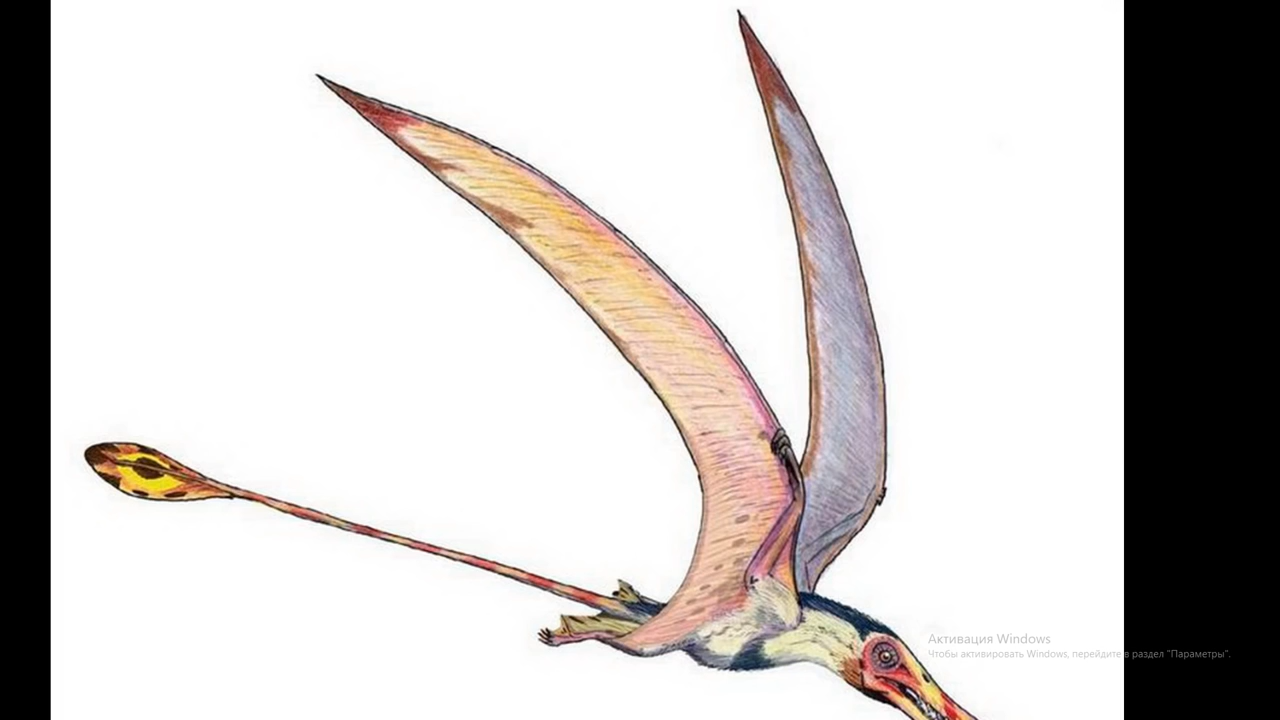 Активация Windows
Чтобы активировать Windows, перейдите в раздел "Параметры".